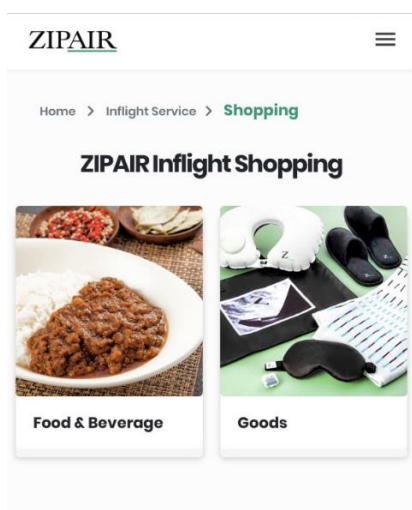 ZIPAIR
Home > Inflight Service > Shopping
ZIPAIR Inflight Shopping
Z
Food & Beverage
Goods